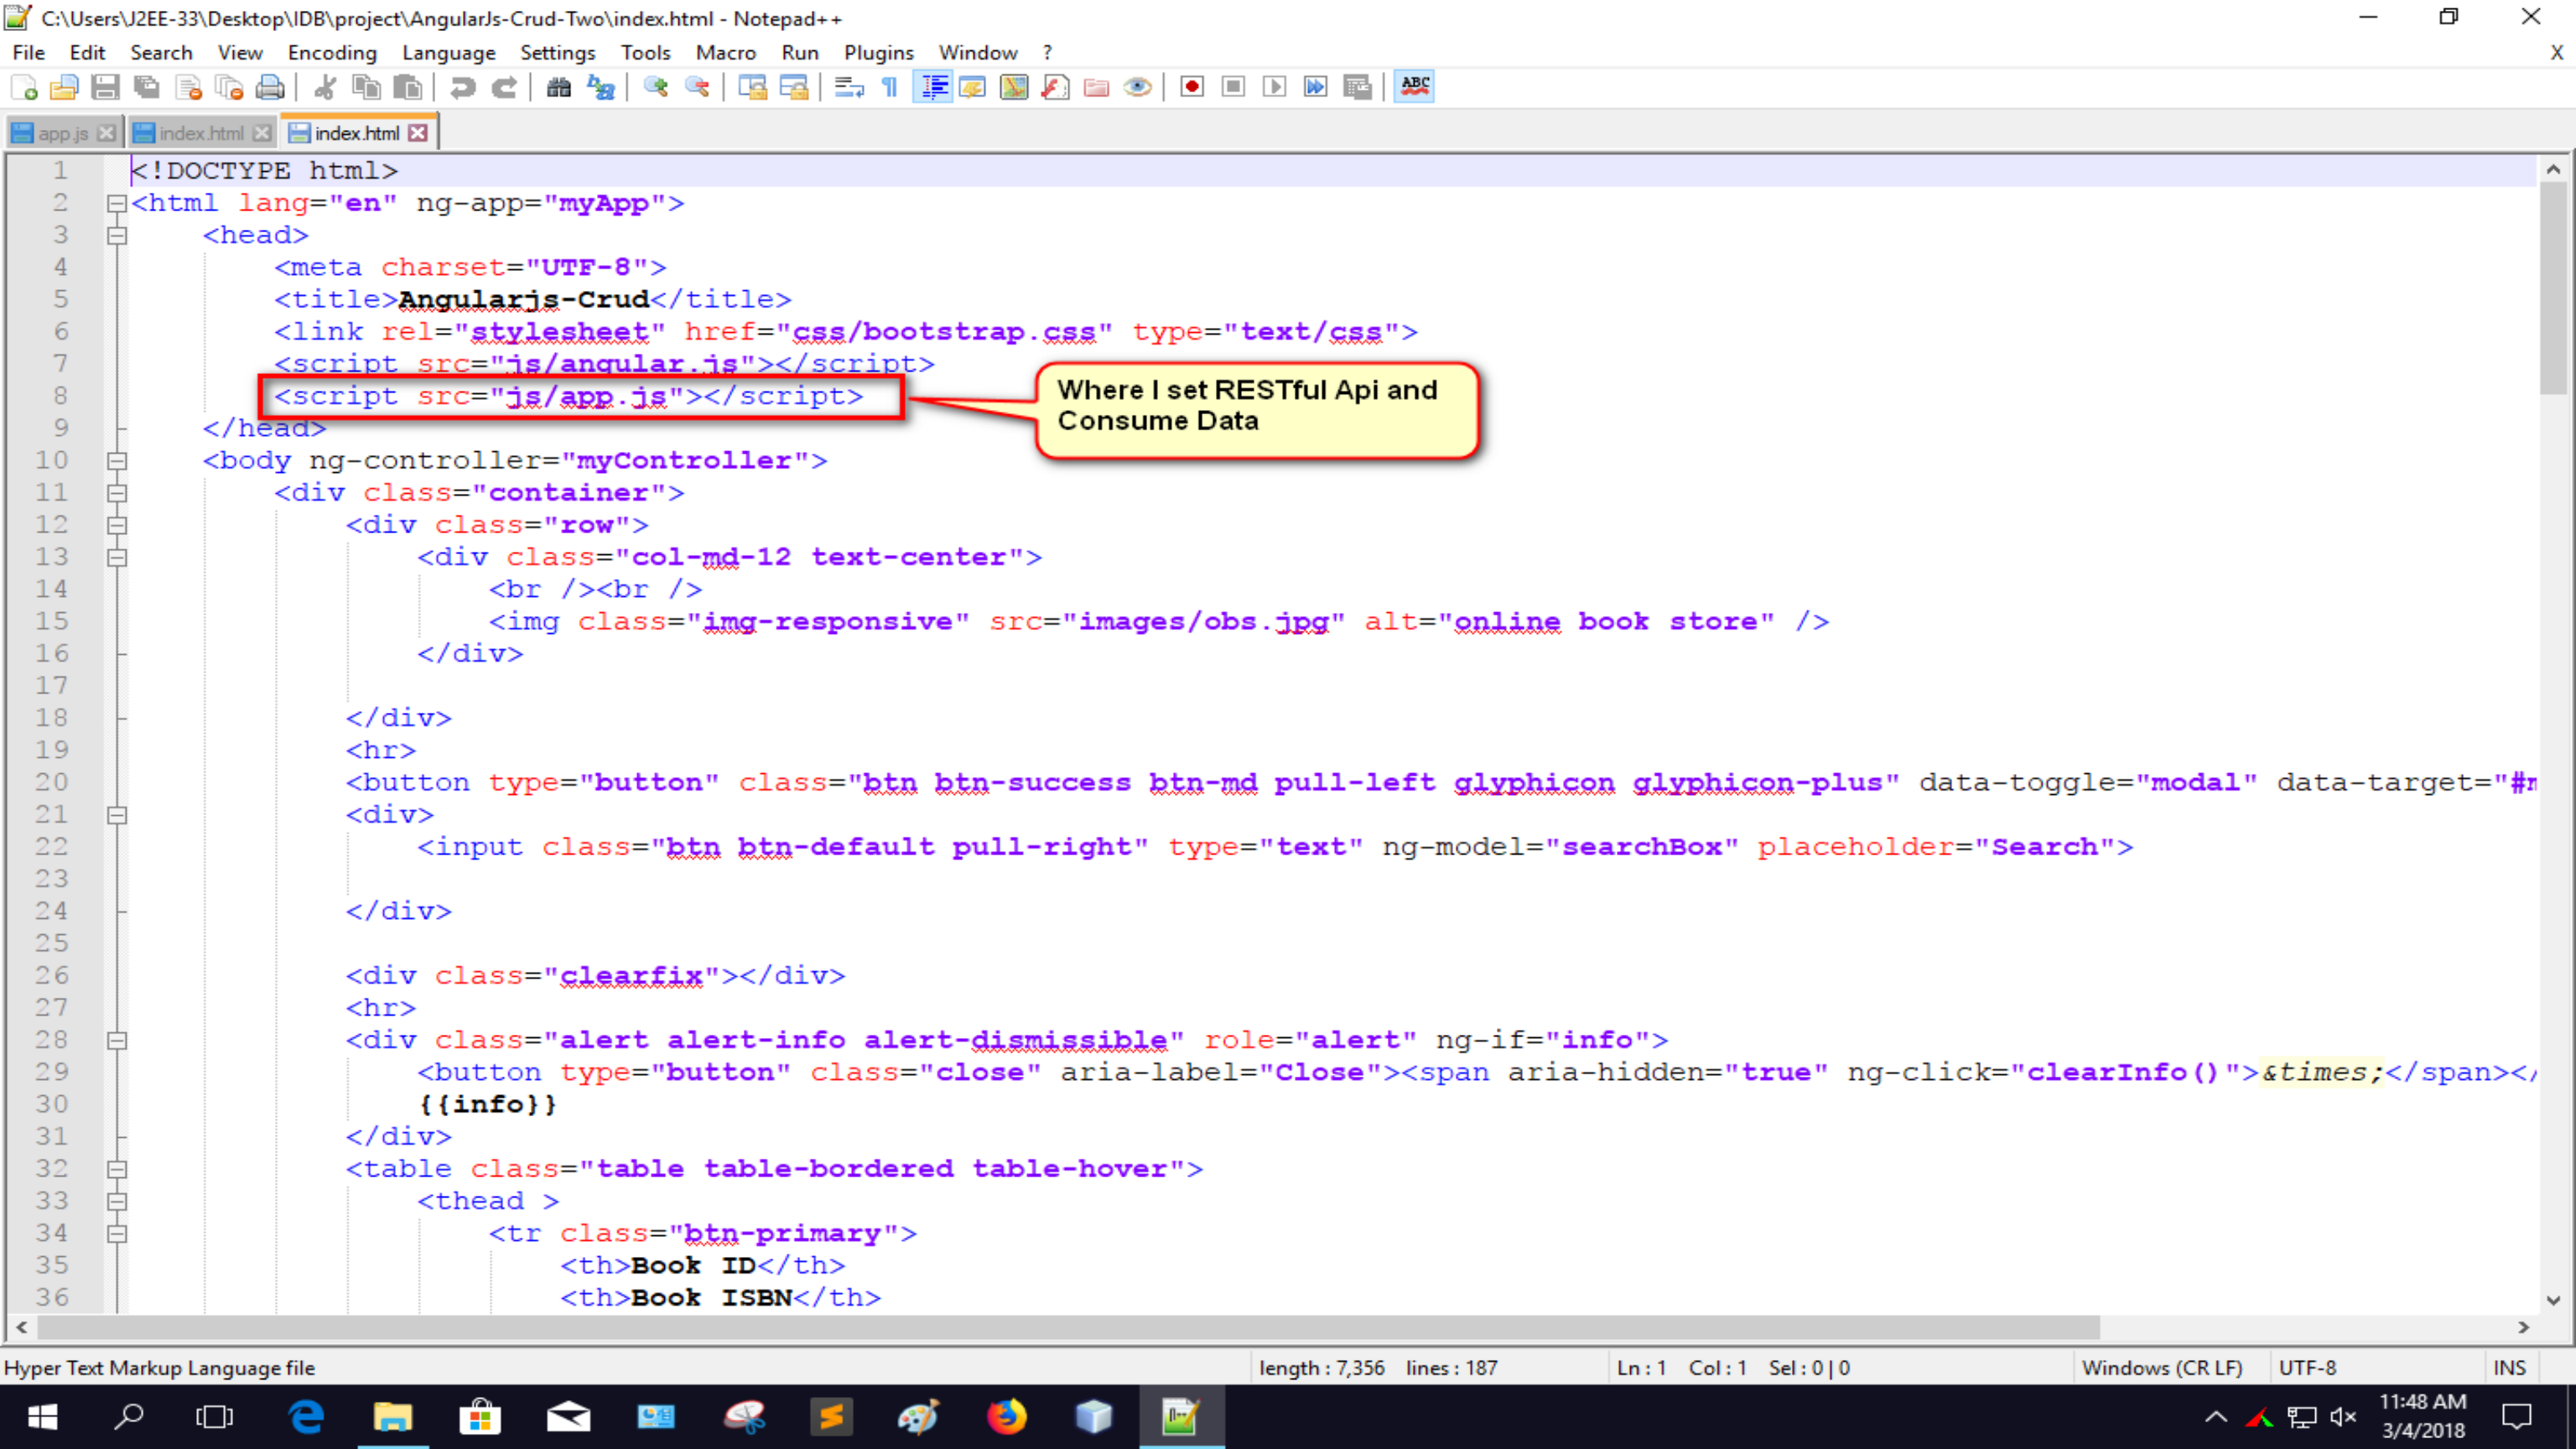 C:\Users\J2EE-33\Desktop\IDB\project\AngularJs-Crud-Two\index.html - Notepad++
File Edit Search View Encoding Language Settings Tools Macro Run Plugins Window ? X
ABC
app.js index.html index.html
1 <!DOCTYPE html>
2 <html lang="en" ng-app="myApp">
3 <head>
4 <meta charset="UTF-8">
5 <title>Angularjs-Crud</title>
6 <link rel="stylesheet" href="css/bootstrap.css" type="text/css">
7 <script src="js/angular.js"></script>
8 <script src="js/app.js"></script>
Where I set RESTful Api and
Consume Data
9 </head>
10 <body ng-controller="myController">
11 <div class="container">
12 <div class="row">
13 <div class="col-md-12 text-center">
14 <br /><br />
15 <img class="img-responsive" src="images/obs.jpg" alt="online book store" />
16 </div>
17
18 </div>
19 <hr>
20 <button type="button" class="btn btn-success btn-md pull-left glyphicon glyphicon-plus" data-toggle="modal" data-target="#m
21 <div>
22 <input class="btn btn-default pull-right" type="text" ng-model="searchBox" placeholder="Search">
23
24 </div>
25
26 <div class="clearfix"></div>
27 <hr>
28 <div class="alert alert-info alert-dismissible" role="alert" ng-if="info">
29 <button type="button" class="close" aria-label="Close"><span aria-hidden="true" ng-click="clearInfo()">&times;</span></
30 {{info}}
31 </div>
32 <table class="table table-bordered table-hover">
33 <thead >
34 <tr class="btn-primary">
35 <th>Book ID</th>
36 <th>Book ISBN</th>
Hyper Text Markup Language file length : 7,356 lines : 187 Ln : 1 Col : 1 Sel : 0 | 0 Windows (CR LF) UTF-8 INS
11:48 AM
3/4/2018